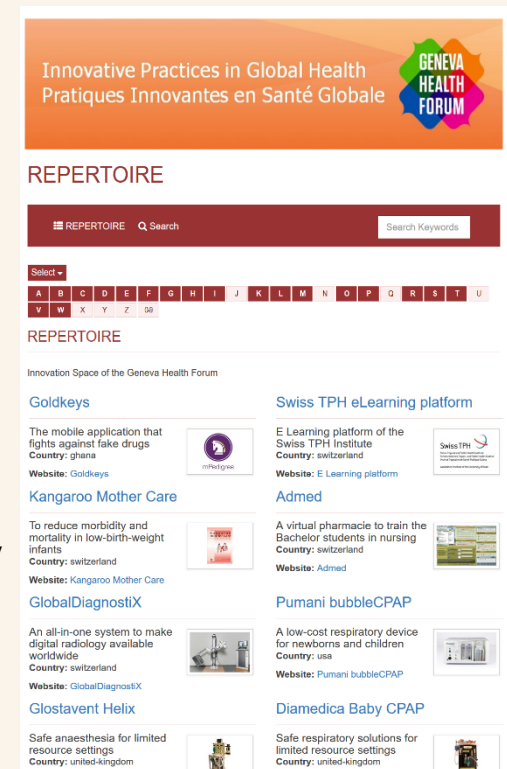 Innovative Practices in Global Health
Pratiques Innovantes en Santé Globale
GENEVA
HEALTH
FORUM
REPERTOIRE
REPERTOIRE Search
Search Keywords
Select
A B C D E F G H I J K L M N O P Q R S T U
V W X Y Z
REPERTOIRE
Innovation Space of the Geneva Health Forum
Goldkeys
The mobile application that
fights against fake drugs
Country: ghana
Website: Goldkeys
mPedigree
Swiss TPH eLearning platform
E Learning platform of the
Swiss TPH Institute
Country: switzerland
Website: E Learning platform
Swiss TPH
Kangaroo Mother Care
To reduce morbidity and
mortality in low-birth-weight
infants
Country: switzerland
Website: Kangaroo Mother Care
Admed
A virtual pharmacie to train the
Bachelor students in nursing
Country: switzerland
Website: Admed
GlobalDiagnostiX
An all-in-one system to make
digital radiology available
worldwide
Country: switzerland
Website: GlobalDiagnostiX
Pumani bubbleCPAP
A low-cost respiratory device
for newborns and children
Country: usa
Website: Pumani bubbleCPAP
Glostavent Helix
Safe anaesthesia for limited
resource settings
Country: united-kingdom
Diamedica Baby CPAP
Safe respiratory solutions for
limited resource settings
Country: united-kingdom